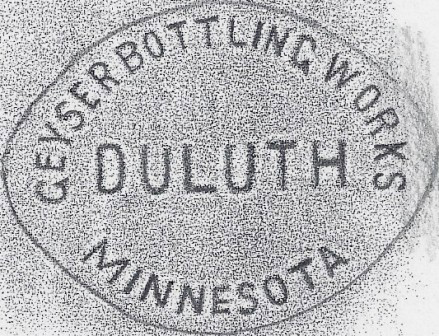 GEYSER BOTTLING WORKS
DULUTH
MINNESOTA